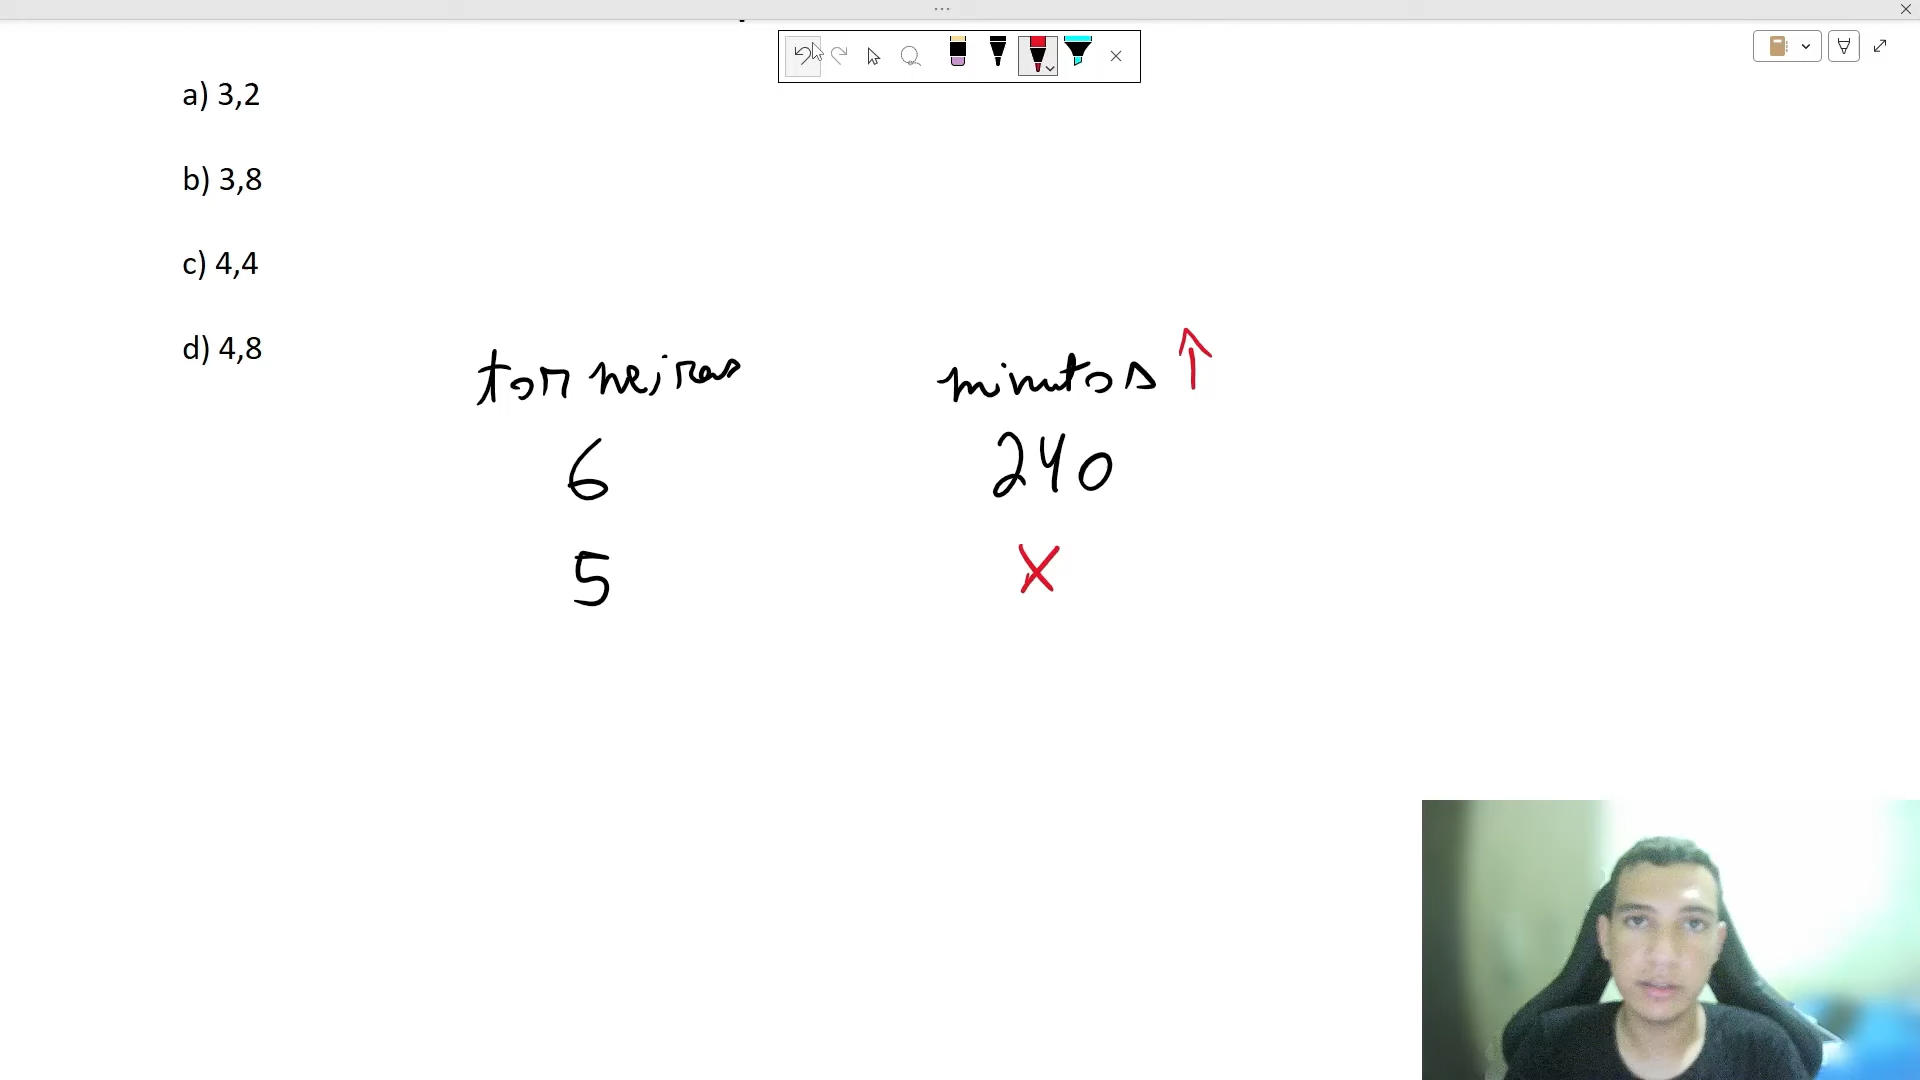 a) 3,2
b) 3,8
c) 4,4
d) 4,8
torneiras minutos ↑
6 240
5 X